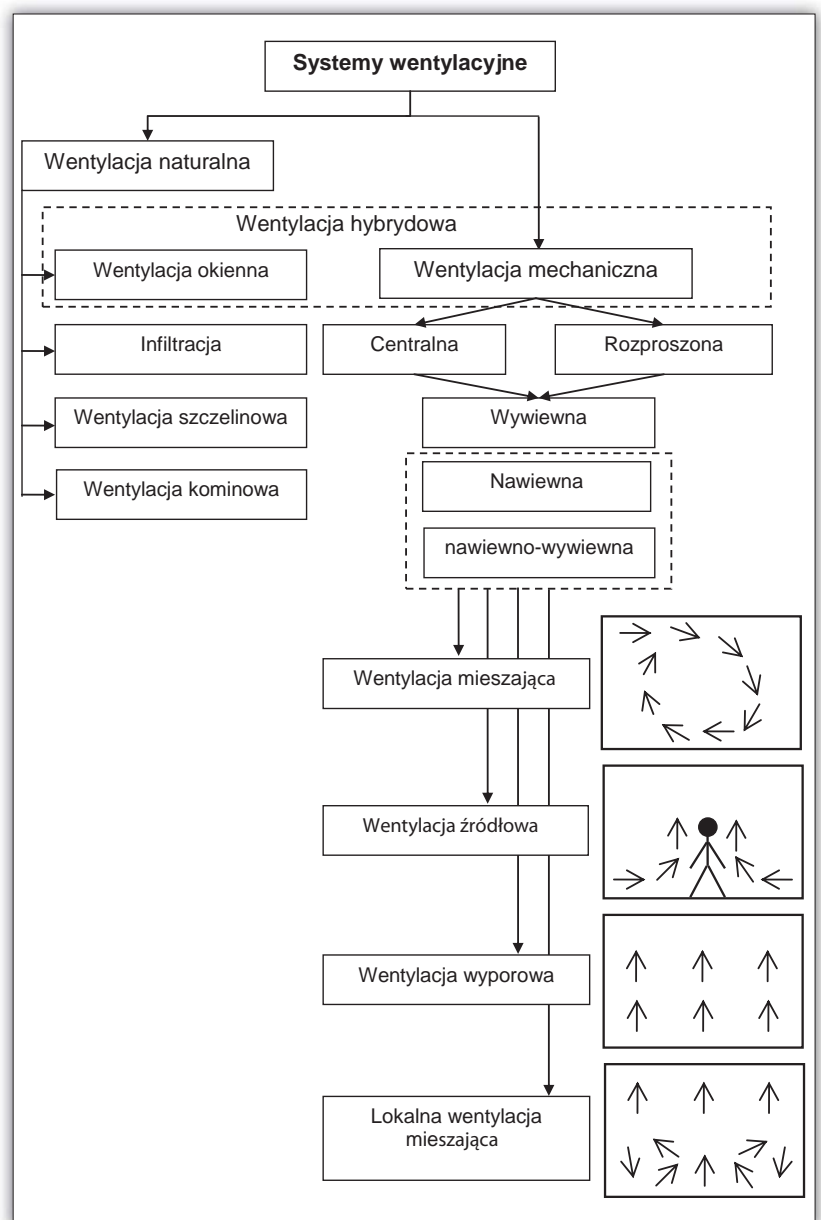 Systemy wentylacyjne
Wentylacja naturalna
Wentylacja hybrydowa
Wentylacja okienna
Wentylacja mechaniczna
Infiltracja
Centralna
Rozproszona
Wentylacja szczelinowa
Wywiewna
Wentylacja kominowa
Nawiewna
nawiewno-wywiewna
Wentylacja mieszająca
Wentylacja źródłowa
Wentylacja wyporowa
Lokalna wentylacja
mieszająca